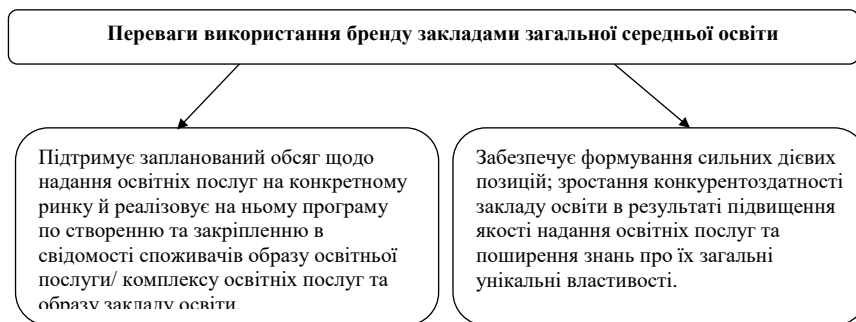 Переваги використання бренду закладами загальної середньої освіти
Підтримує запланований обсяг щодо
надання освітніх послуг на конкретному
ринку й реалізовує на ньому програму
по створенню та закріпленню в
свідомості споживачів образу освітньої
послуги/ комплексу освітніх послуг та
образу закладу освіти.
Забезпечує формування сильних дієвих
позицій; зростання конкурентоздатності
закладу освіти в результаті підвищення
якості надання освітніх послуг та
поширення знань про їх загальні
унікальні властивості.